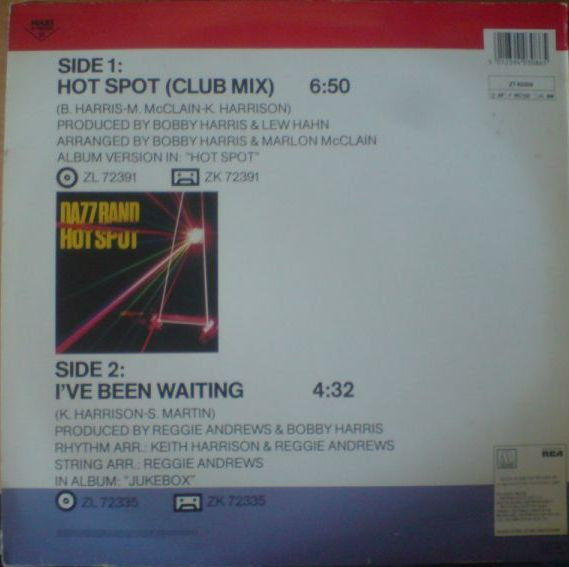 MAXI
SIDE 1:
HOT SPOT (CLUB MIX) 6:50
(B. HARRIS-M. McCLAIN-K. HARRISON)
PRODUCED BY BOBBY HARRIS & LEW HAHN
ARRANGED BY BOBBY HARRIS & MARLON McCLAIN
ALBUM VERSION IN: "HOT SPOT"
ZL 72391 ZK 72391
DAZZ BAND
HOT SPOT
SIDE 2:
I'VE BEEN WAITING 4:32
(K. HARRISON-S. MARTIN)
PRODUCED BY REGGIE ANDREWS & BOBBY HARRIS
RHYTHM ARR.: KEITH HARRISON & REGGIE ANDREWS
STRING ARR.: REGGIE ANDREWS
IN ALBUM: "JUKEBOX"
ZL 72335 ZK 72335
RCA